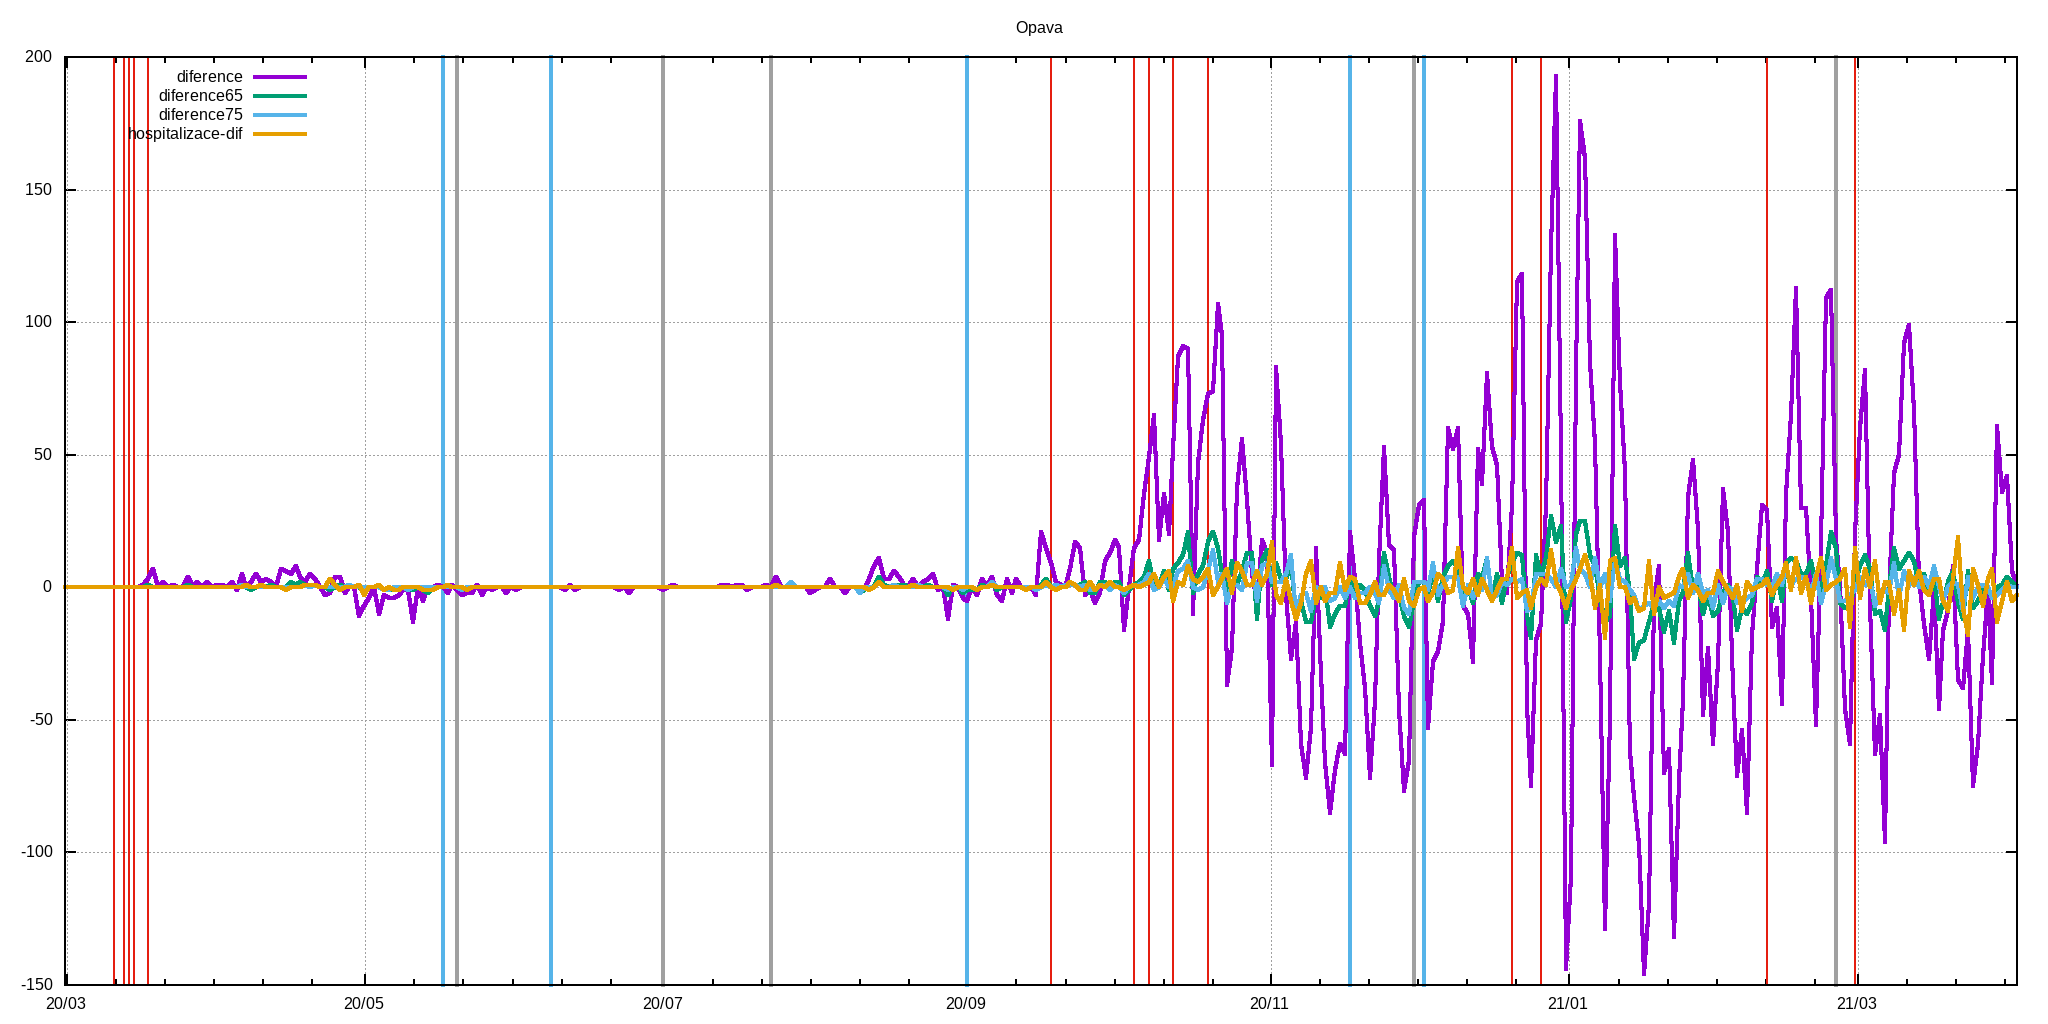 Opava
200
diference
diference65
diference75
hospitalizace-dif
150
100
50
0
-50
-100
-150
20/03 20/05 20/07 20/09 20/11 21/01 21/03